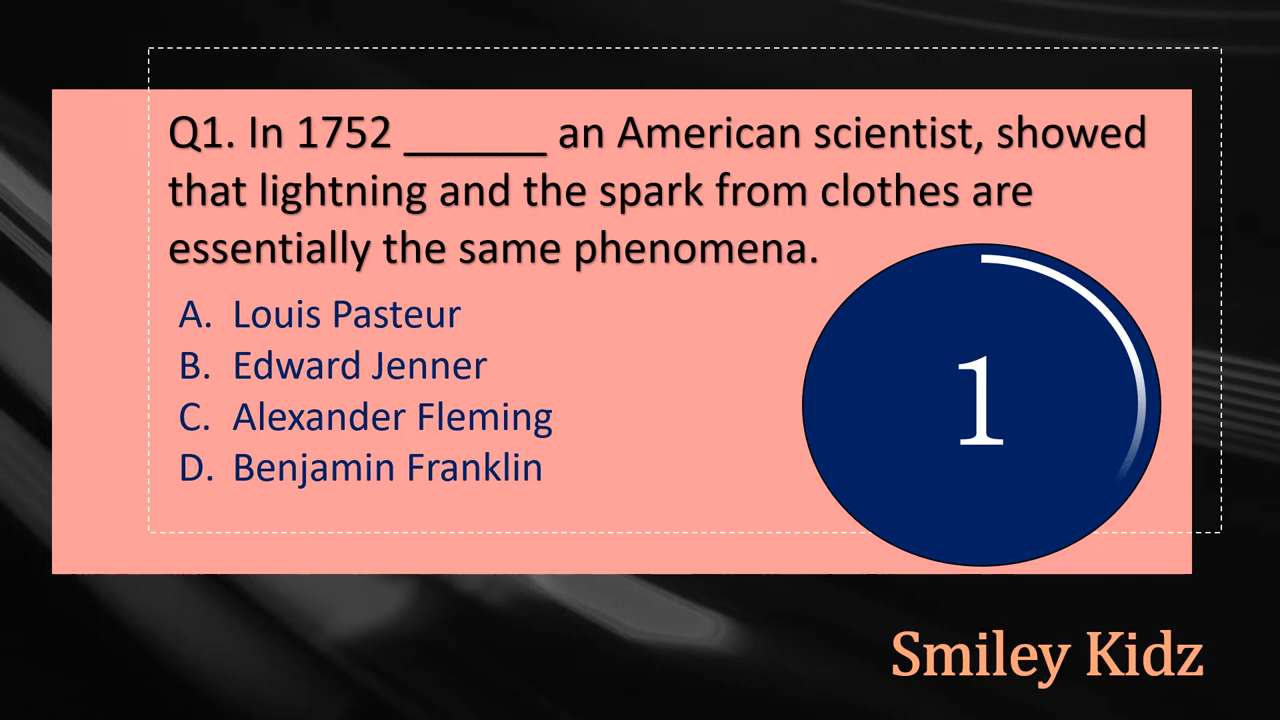 Q1. In 1752 ______ an American scientist, showed
that lightning and the spark from clothes are
essentially the same phenomena.
A. Louis Pasteur
B. Edward Jenner
C. Alexander Fleming
D. Benjamin Franklin
1
Smiley Kidz